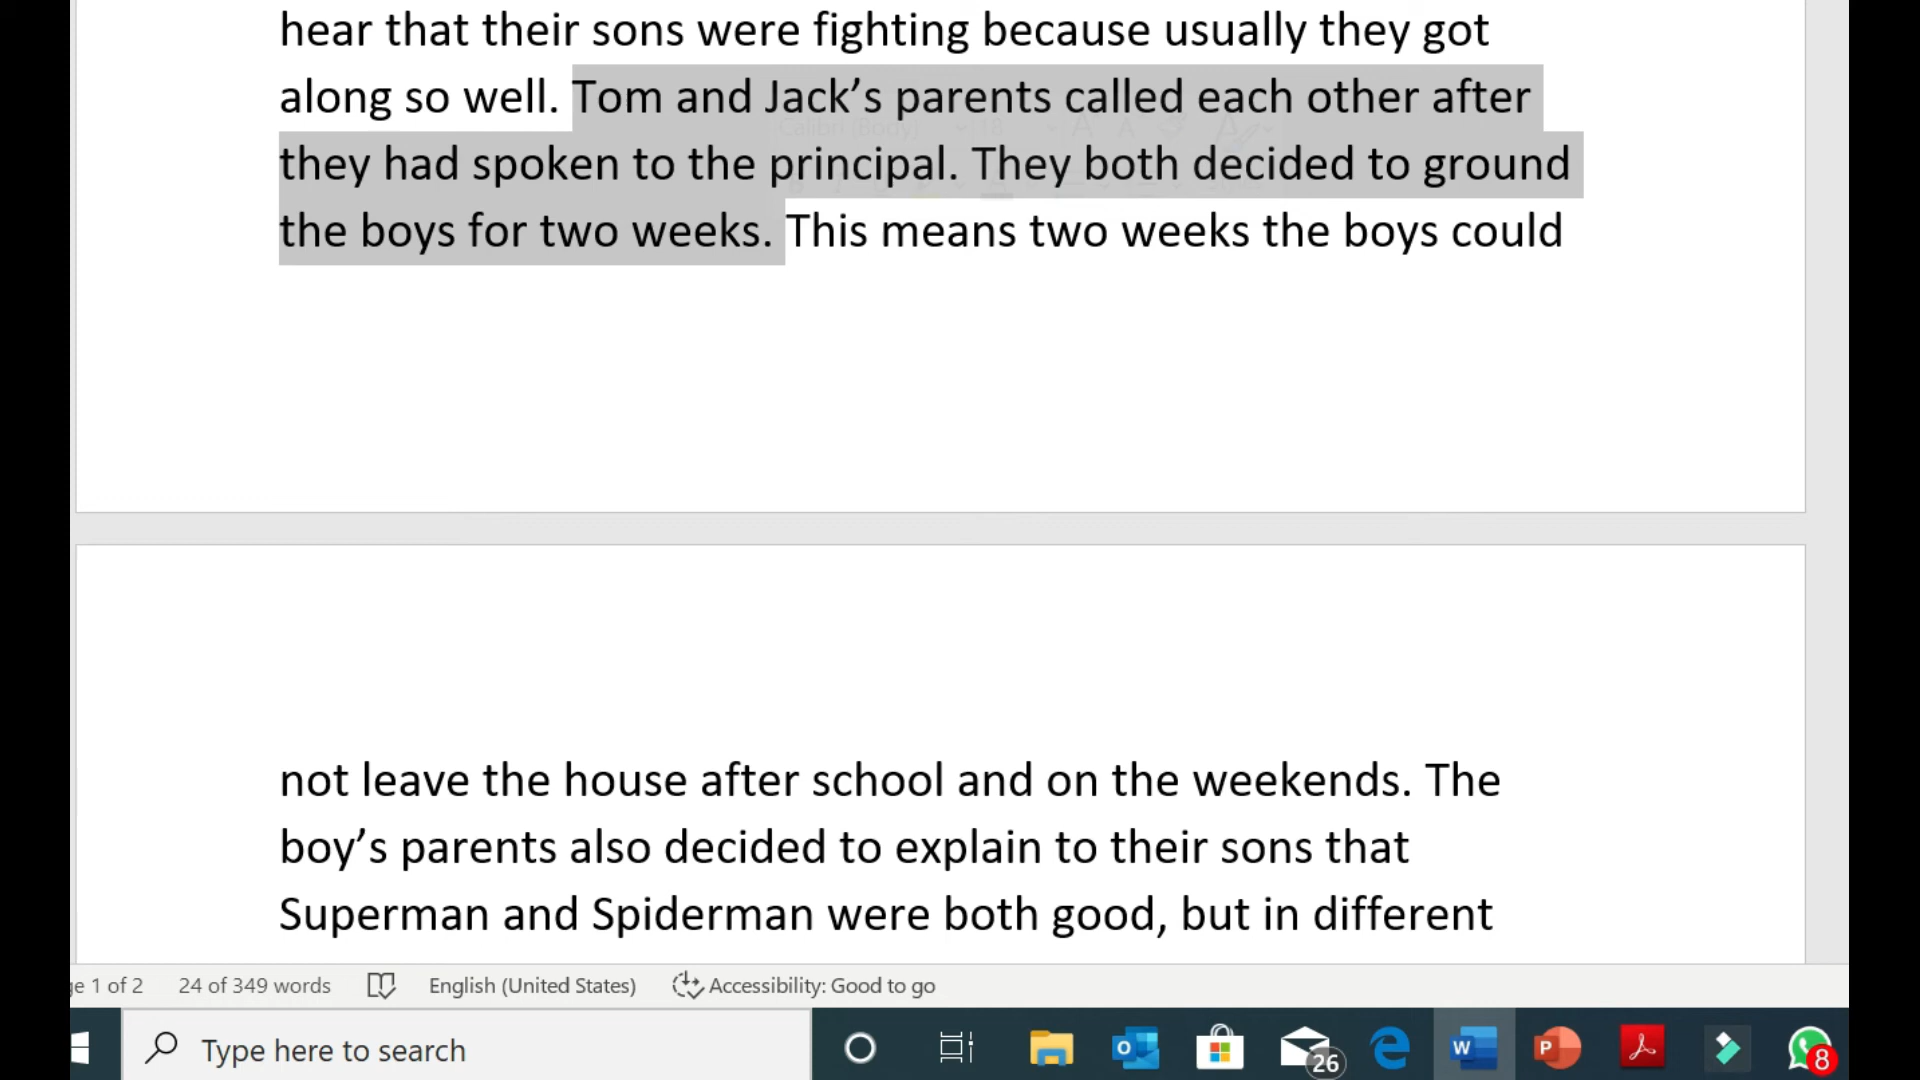 hear that their sons were fighting because usually they got
along so well. Tom and Jack’s parents called each other after
they had spoken to the principal. They both decided to ground
the boys for two weeks. This means two weeks the boys could
not leave the house after school and on the weekends. The
boy’s parents also decided to explain to their sons that
Superman and Spiderman were both good, but in different
ge 1 of 2 24 of 349 words English (United States) Accessibility: Good to go
Type here to search
26
8